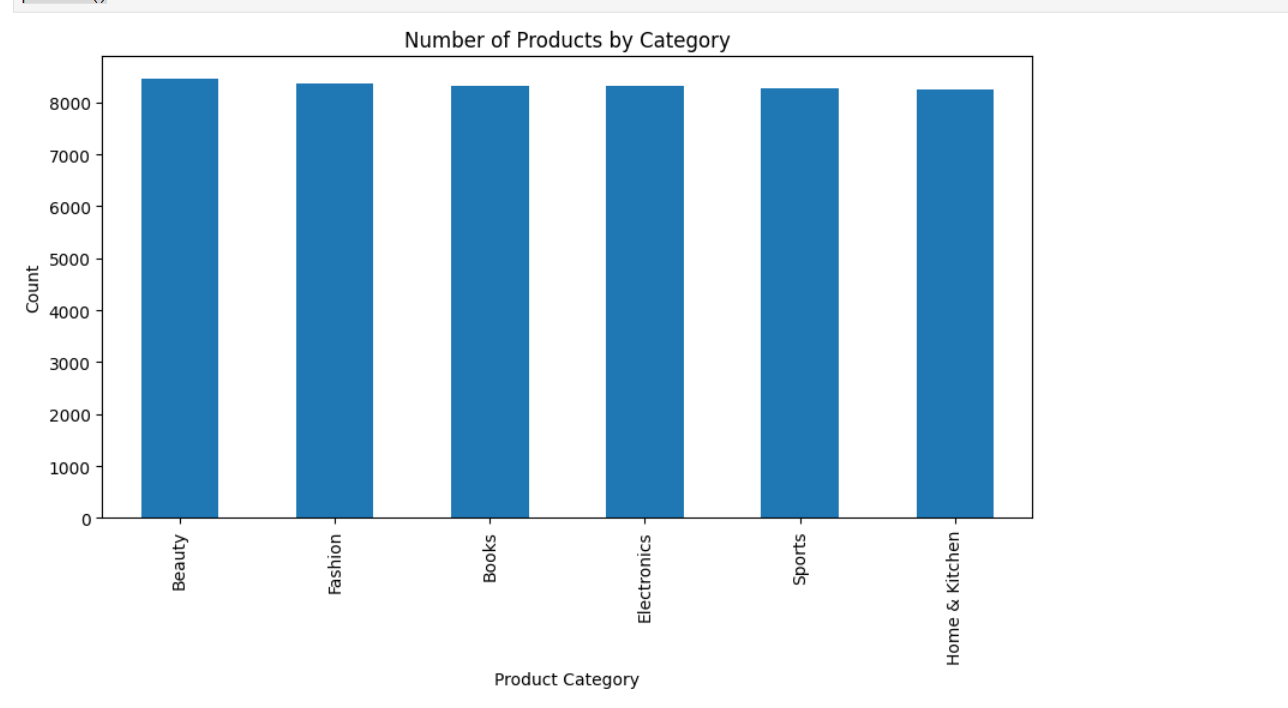 Number of Products by Category
8000
7000
6000
5000
4000
3000
2000
1000
0
Count
Beauty
Fashion
Books
Electronics
Sports
Home & Kitchen
Product Category